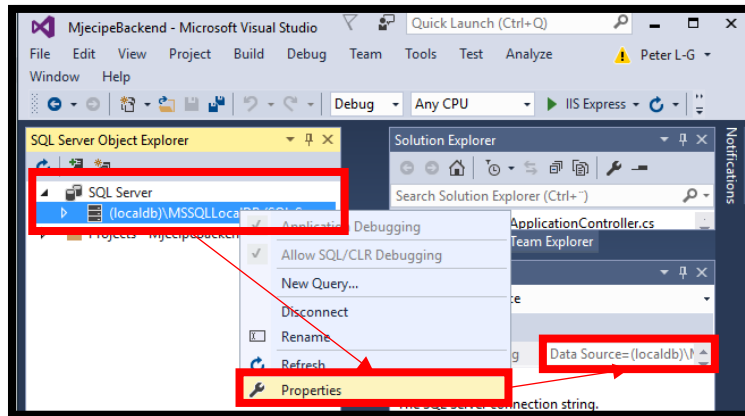 MjecipeBackend - Microsoft Visual Studio
Quick Launch (Ctrl+Q)
File Edit View Project Build Debug Team Tools Test Analyze
Peter L-G
Window Help
Debug Any CPU IIS Express
SQL Server Object Explorer
Solution Explorer
Notifications
SQL Server
Search Solution Explorer (Ctrl+¨)
(localdb)\MSSQLLocalDB
ApplicationController.cs
Projects - MjecipeBackend
Application Debugging
Team Explorer
Allow SQL/CLR Debugging
New Query...
Disconnect
Rename
Data Source=(localdb)\
Refresh
Properties
The SQL Server connection string.